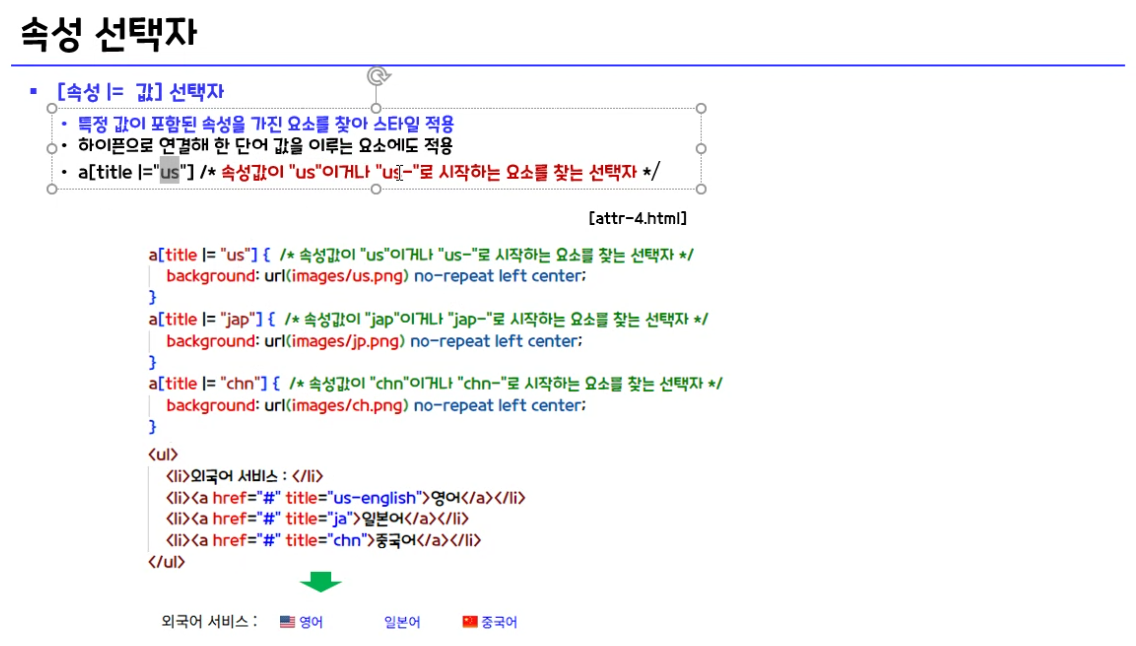 속성 선택자
▪ [속성 |= 값] 선택자
• 특정 값이 포함된 속성을 가진 요소를 찾아 스타일 적용
• 하이픈으로 연결해 한 단어 값을 이루는 요소에도 적용
• a[title |="us"] /* 속성값이 "us"이거나 "us-"로 시작하는 요소를 찾는 선택자 */
[attr-4.html]
a[title |= "us"] { /* 속성값이 "us"이거나 "us-"로 시작하는 요소를 찾는 선택자 */
background: url(images/us.png) no-repeat left center;
}
a[title |= "jap"] { /* 속성값이 "jap"이거나 "jap-"로 시작하는 요소를 찾는 선택자 */
background: url(images/jp.png) no-repeat left center;
}
a[title |= "chn"] { /* 속성값이 "chn"이거나 "chn-"로 시작하는 요소를 찾는 선택자 */
background: url(images/ch.png) no-repeat left center;
}
<ul>
<li>외국어 서비스 : </li>
<li><a href="#" title="us-english">영어</a></li>
<li><a href="#" title="ja">일본어</a></li>
<li><a href="#" title="chn">중국어</a></li>
</ul>
외국어 서비스 : 영어 일본어 중국어